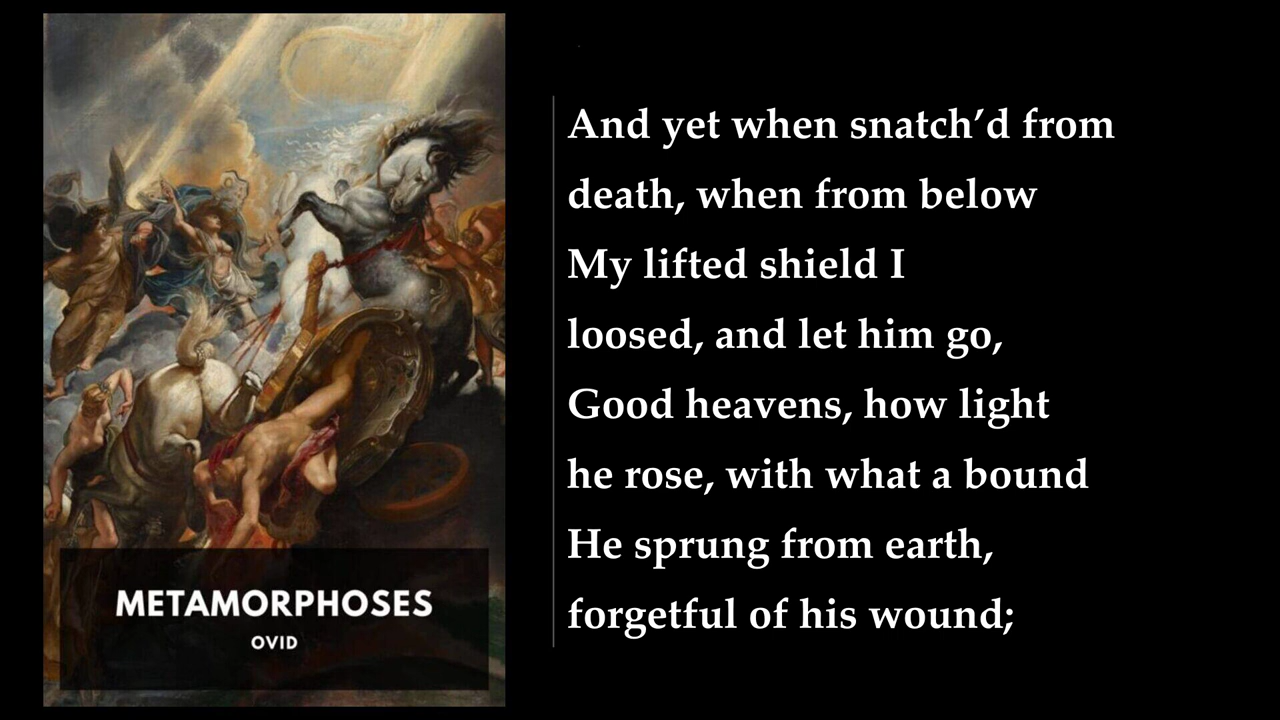 METAMORPHOSES
OVID
And yet when snatch’d from
death, when from below
My lifted shield I
loosed, and let him go,
Good heavens, how light
he rose, with what a bound
He sprung from earth,
forgetful of his wound;